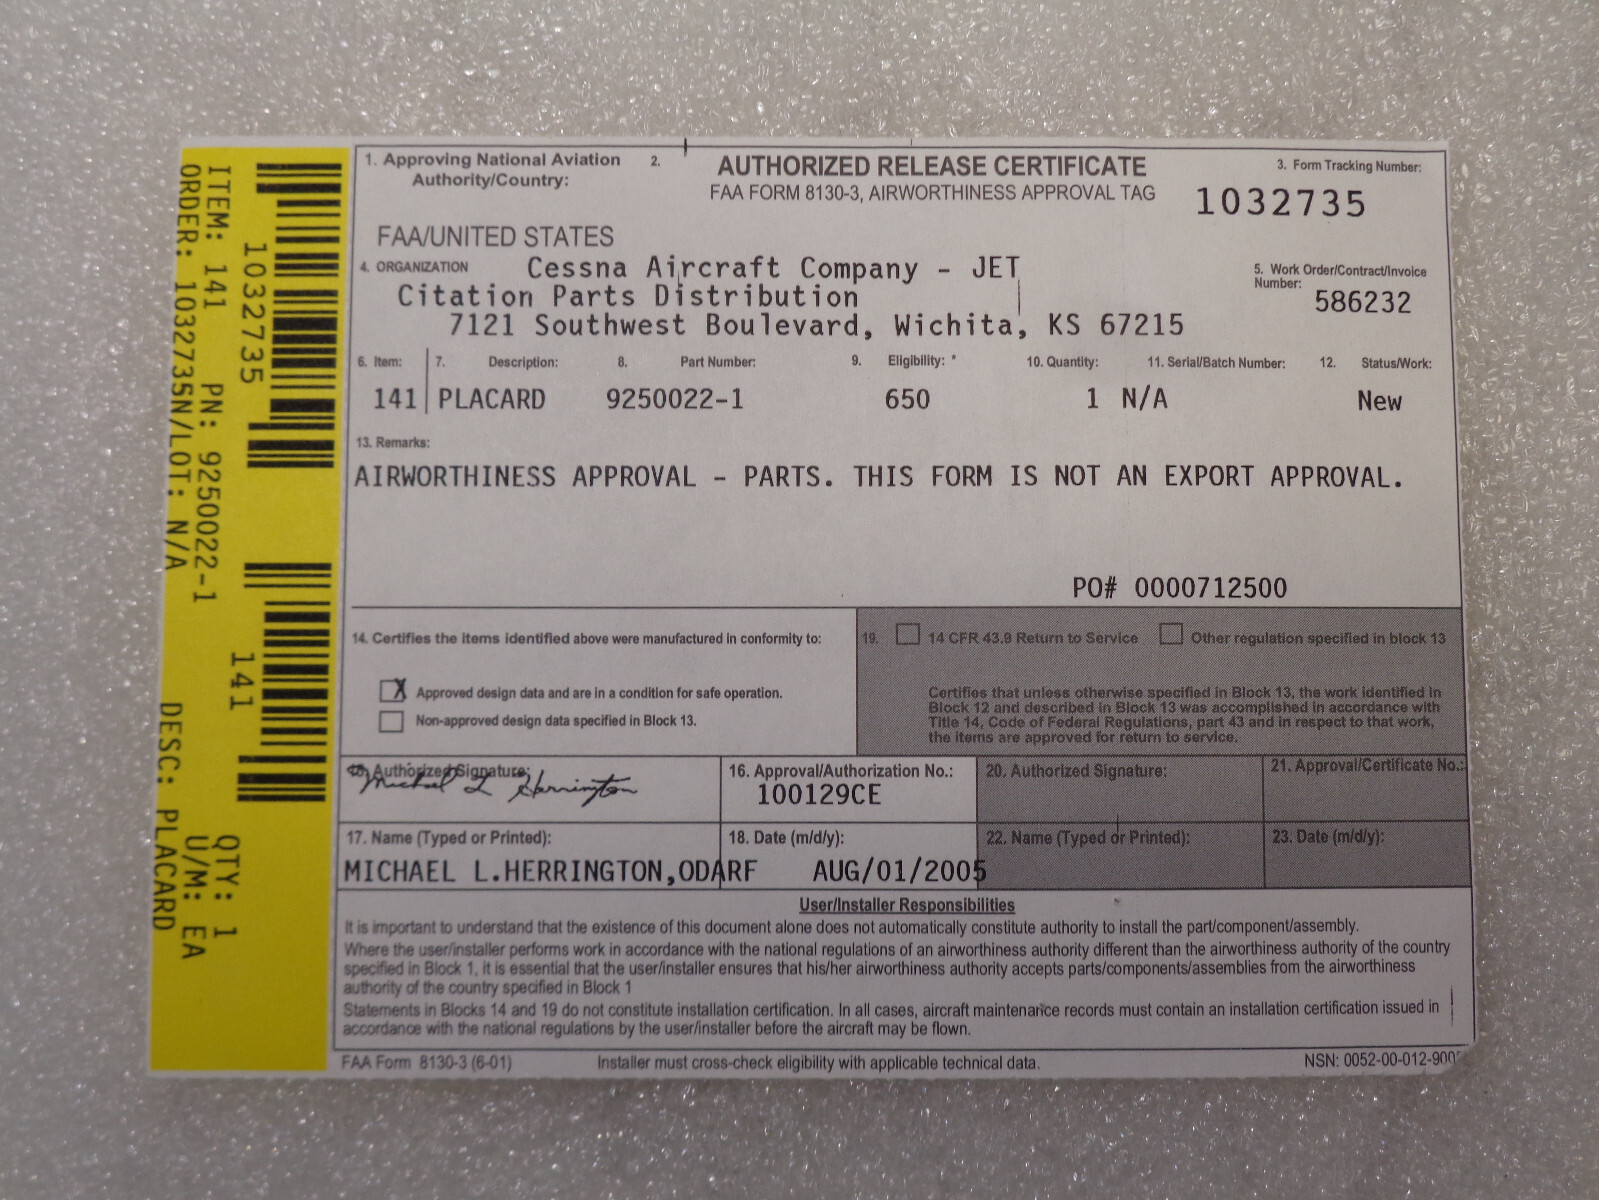 ITEM: 141 PN: 9250022-1 QTY: 1
ORDER: 1032735N/LOT: N/A DESC: PLACARD U/M: EA
1032735 141
1. Approving National Aviation Authority/Country:
FAA/UNITED STATES
2.
AUTHORIZED RELEASE CERTIFICATE
FAA FORM 8130-3, AIRWORTHINESS APPROVAL TAG
3. Form Tracking Number:
1032735
4. ORGANIZATION Cessna Aircraft Company - JET
Citation Parts Distribution
7121 Southwest Boulevard, Wichita, KS 67215
5. Work Order/Contract/Invoice
Number: 586232
6. Item: 7. Description: 8. Part Number: 9. Eligibility: * 10. Quantity: 11. Serial/Batch Number: 12. Status/Work:
141 PLACARD 9250022-1 650 1 N/A New
13. Remarks:
AIRWORTHINESS APPROVAL - PARTS. THIS FORM IS NOT AN EXPORT APPROVAL.
PO# 0000712500
14. Certifies the items identified above were manufactured in conformity to:
X Approved design data and are in a condition for safe operation.
Non-approved design data specified in Block 13.
19. 14 CFR 43.9 Return to Service Other regulation specified in block 13
Certifies that unless otherwise specified in Block 13, the work identified in
Block 12 and described in Block 13 was accomplished in accordance with
Title 14, Code of Federal Regulations, part 43 and in respect to that work,
the items are approved for return to service.
15. Authorized Signature:
Michael L Herrington
16. Approval/Authorization No.:
100129CE
20. Authorized Signature:
21. Approval/Certificate No.:
17. Name (Typed or Printed):
MICHAEL L.HERRINGTON,ODARF
18. Date (m/d/y):
AUG/01/2005
22. Name (Typed or Printed):
23. Date (m/d/y):
User/Installer Responsibilities
It is important to understand that the existence of this document alone does not automatically constitute authority to install the part/component/assembly.
Where the user/installer performs work in accordance with the national regulations of an airworthiness authority different than the airworthiness authority of the country
specified in Block 1, it is essential that the user/installer ensures that his/her airworthiness authority accepts parts/components/assemblies from the airworthiness
authority of the country specified in Block 1
Statements in Blocks 14 and 19 do not constitute installation certification. In all cases, aircraft maintenance records must contain an installation certification issued in
accordance with the national regulations by the user/installer before the aircraft may be flown.
FAA Form 8130-3 (6-01) Installer must cross-check eligibility with applicable technical data. NSN: 0052-00-012-900